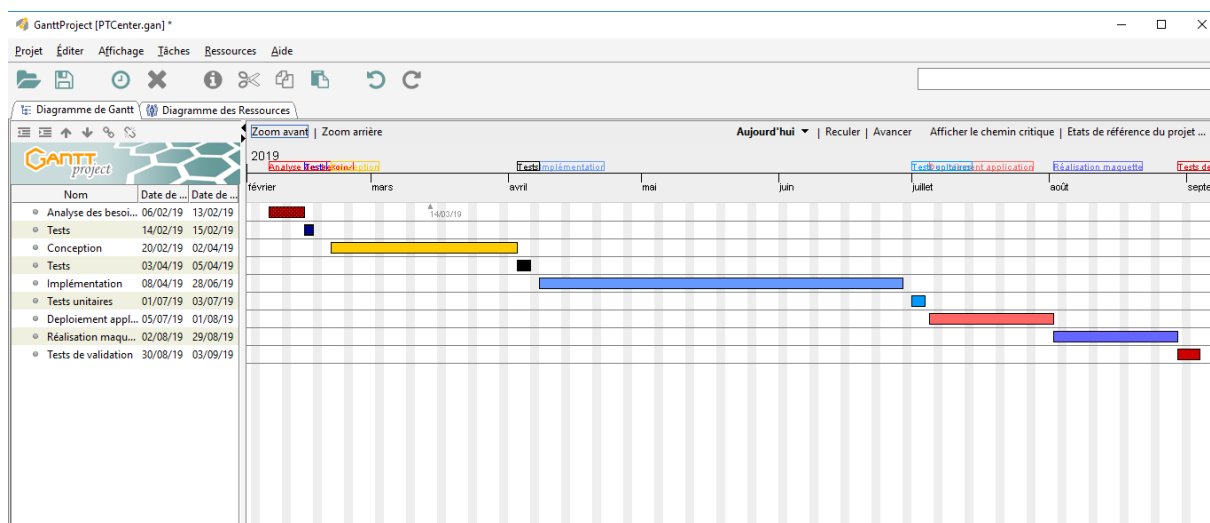 GanttProject [PTCenter.gan] *
Projet Éditer Affichage Tâches Ressources Aide
Diagramme de Gantt Diagramme des Ressources
Zoom avant | Zoom arrière Aujourd'hui | Reculer | Avancer Afficher le chemin critique | Etats de référence du projet ...
GANTT project
2019
Analyse Tests Tests Implémentation Réalisation maquette Tests de
février mars avril mai juin juillet août septe
Nom Date de ... Date de ...
Analyse des besoi... 06/02/19 13/02/19
14/03/19
Tests 14/02/19 15/02/19
Conception 20/02/19 02/04/19
Tests 03/04/19 05/04/19
Implémentation 08/04/19 28/06/19
Tests unitaires 01/07/19 03/07/19
Deploiement appl... 05/07/19 01/08/19
Réalisation maqu... 02/08/19 29/08/19
Tests de validation 30/08/19 03/09/19